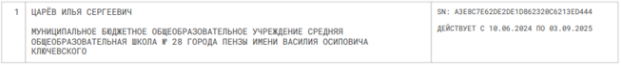 1 ЦАРЁВ ИЛЬЯ СЕРГЕЕВИЧ
МУНИЦИПАЛЬНОЕ БЮДЖЕТНОЕ ОБЩЕОБРАЗОВАТЕЛЬНОЕ УЧРЕЖДЕНИЕ СРЕДНЯЯ
ОБЩЕОБРАЗОВАТЕЛЬНАЯ ШКОЛА № 28 ГОРОДА ПЕНЗЫ ИМЕНИ ВАСИЛИЯ ОСИПОВИЧА
КЛЮЧЕВСКОГО
SN: A3E8C7E62DE2DE1D862320C6213ED444
ДЕЙСТВУЕТ С 10.06.2024 ПО 03.09.2025